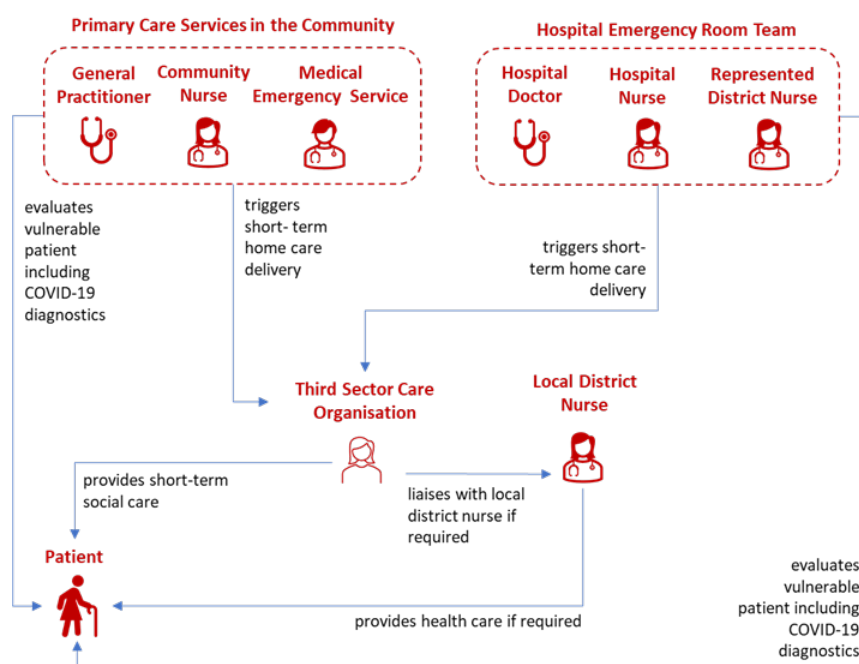 Primary Care Services in the Community
Hospital Emergency Room Team
General
Practitioner
Community
Nurse
Medical
Emergency Service
Hospital
Doctor
Hospital
Nurse
Represented
District Nurse
evaluates
vulnerable
patient
including
COVID-19
diagnostics
triggers
short- term
home care
delivery
triggers short-
term home care
delivery
Third Sector Care
Organisation
Local District
Nurse
provides short-term
social care
liaises with local
district nurse if
required
Patient
provides health care if required
evaluates
vulnerable
patient including
COVID-19
diagnostics